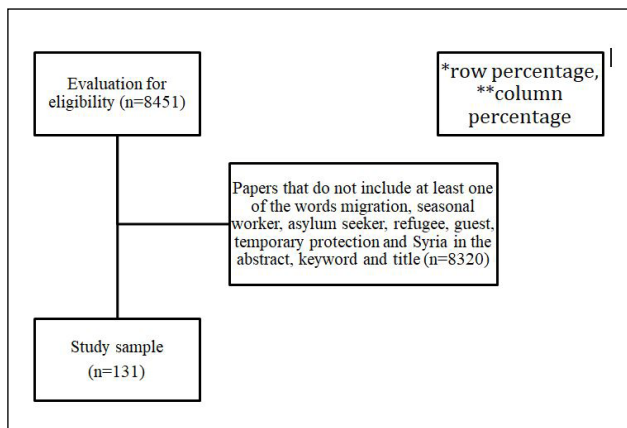 Evaluation for
eligibility (n=8451)
*row percentage,
**column
percentage
Papers that do not include at least one
of the words migration, seasonal
worker, asylum seeker, refugee, guest,
temporary protection and Syria in the
abstract, keyword and title (n=8320)
Study sample
(n=131)